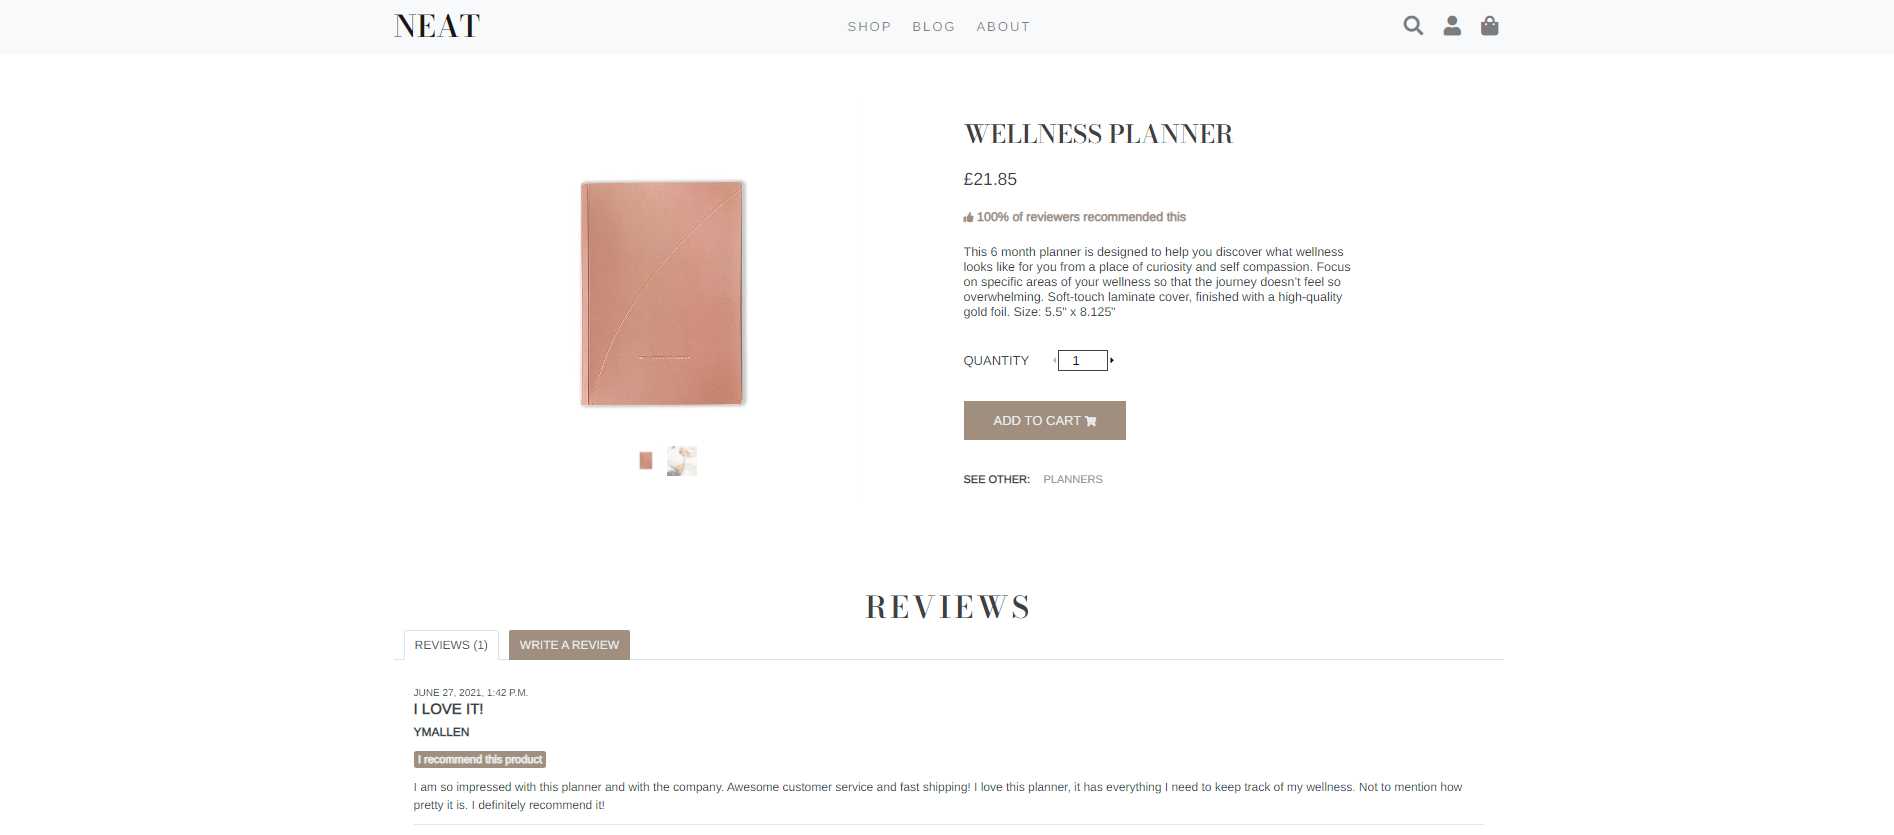 NEAT
SHOP BLOG ABOUT
WELLNESS PLANNER
£21.85
100% of reviewers recommended this
This 6 month planner is designed to help you discover what wellness
looks like for you from a place of curiosity and self compassion. Focus
on specific areas of your wellness so that the journey doesn't feel so
overwhelming. Soft-touch laminate cover, finished with a high-quality
gold foil. Size: 5.5" x 8.125"
QUANTITY 1
ADD TO CART
SEE OTHER: PLANNERS
REVIEWS
REVIEWS (1) WRITE A REVIEW
JUNE 27, 2021, 1:42 P.M.
I LOVE IT!
YMALLEN
I recommend this product
I am so impressed with this planner and with the company. Awesome customer service and fast shipping! I love this planner, it has everything I need to keep track of my wellness. Not to mention how
pretty it is. I definitely recommend it!